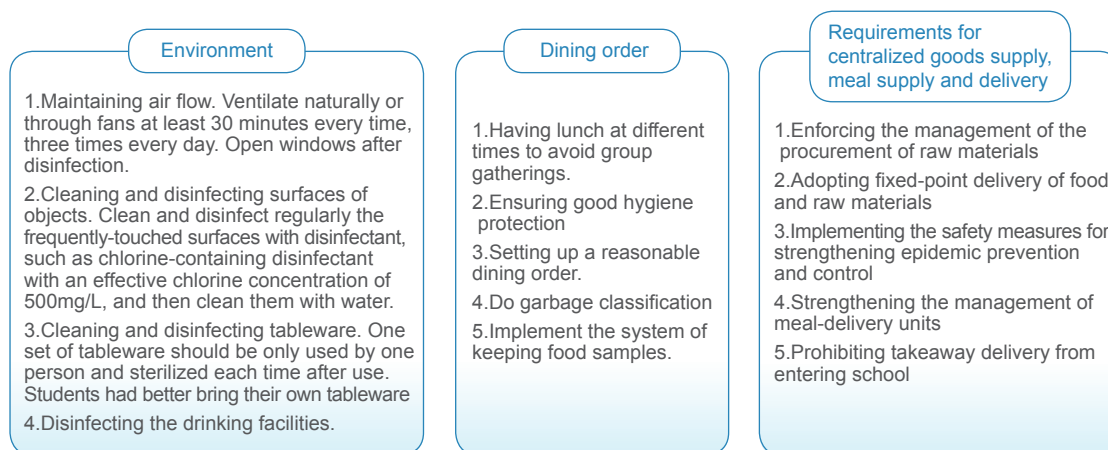 Environment
1.Maintaining air flow. Ventilate naturally or
through fans at least 30 minutes every time,
three times every day. Open windows after
disinfection.
2.Cleaning and disinfecting surfaces of
objects. Clean and disinfect regularly the
frequently-touched surfaces with disinfectant,
such as chlorine-containing disinfectant
with an effective chlorine concentration of
500mg/L, and then clean them with water.
3.Cleaning and disinfecting tableware. One
set of tableware should be only used by one
person and sterilized each time after use.
Students had better bring their own tableware
4.Disinfecting the drinking facilities.
Dining order
1.Having lunch at different
times to avoid group
gatherings.
2.Ensuring good hygiene
protection
3.Setting up a reasonable
dining order.
4.Do garbage classification
5.Implement the system of
keeping food samples.
Requirements for
centralized goods supply,
meal supply and delivery
1.Enforcing the management of the
procurement of raw materials
2.Adopting fixed-point delivery of food
and raw materials
3.Implementing the safety measures for
strengthening epidemic prevention
and control
4.Strengthening the management of
meal-delivery units
5.Prohibiting takeaway delivery from
entering school